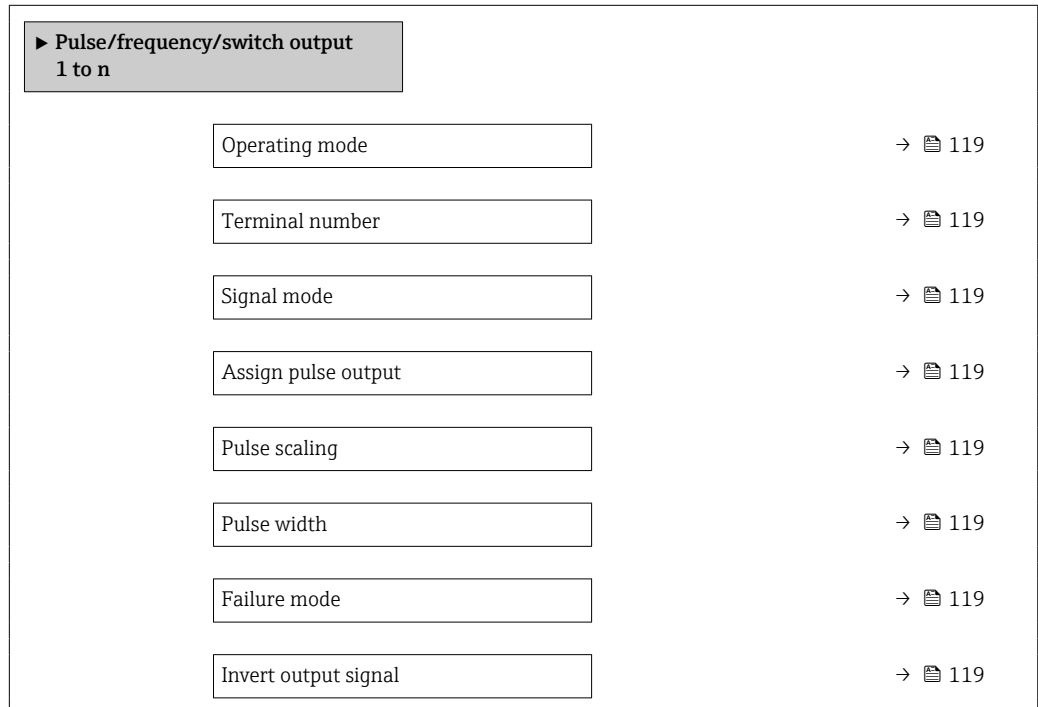 ► Pulse/frequency/switch output
1 to n
Operating mode → 119
Terminal number → 119
Signal mode → 119
Assign pulse output → 119
Pulse scaling → 119
Pulse width → 119
Failure mode → 119
Invert output signal → 119